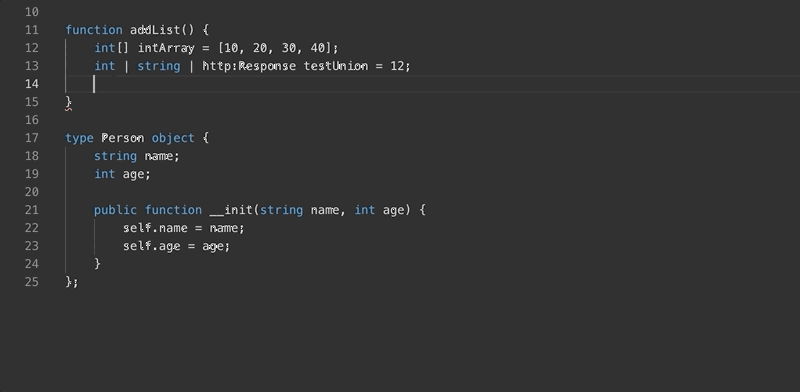 10
11 function addList() {
12 int[] intArray = [10, 20, 30, 40];
13 int | string | http:Response testUnion = 12;
14
15 }
16
17 type Person object {
18 string name;
19 int age;
20
21 public function __init(string name, int age) {
22 self.name = name;
23 self.age = age;
24 }
25 };